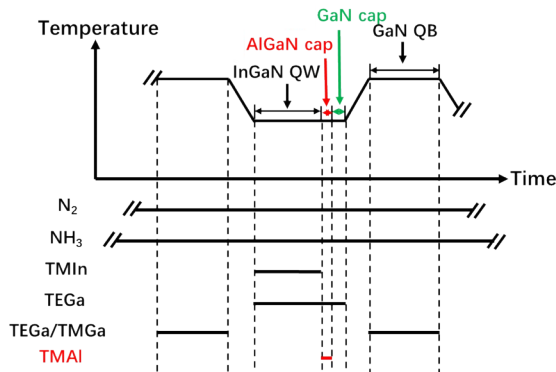 Temperature
GaN cap
GaN QB
AlGaN cap
InGaN QW
Time
N₂
NH₃
TMIn
TEGa
TEGa/TMGa
TMAl